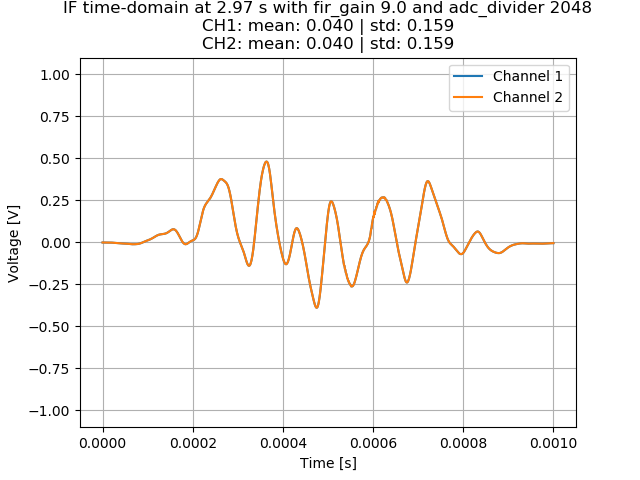 IF time-domain at 2.97 s with fir_gain 9.0 and adc_divider 2048
CH1: mean: 0.040 | std: 0.159
CH2: mean: 0.040 | std: 0.159
Channel 1
Channel 2
1.00
0.75
0.50
0.25
0.00
−0.25
−0.50
−0.75
−1.00
Voltage [V]
0.0000 0.0002 0.0004 0.0006 0.0008 0.0010
Time [s]